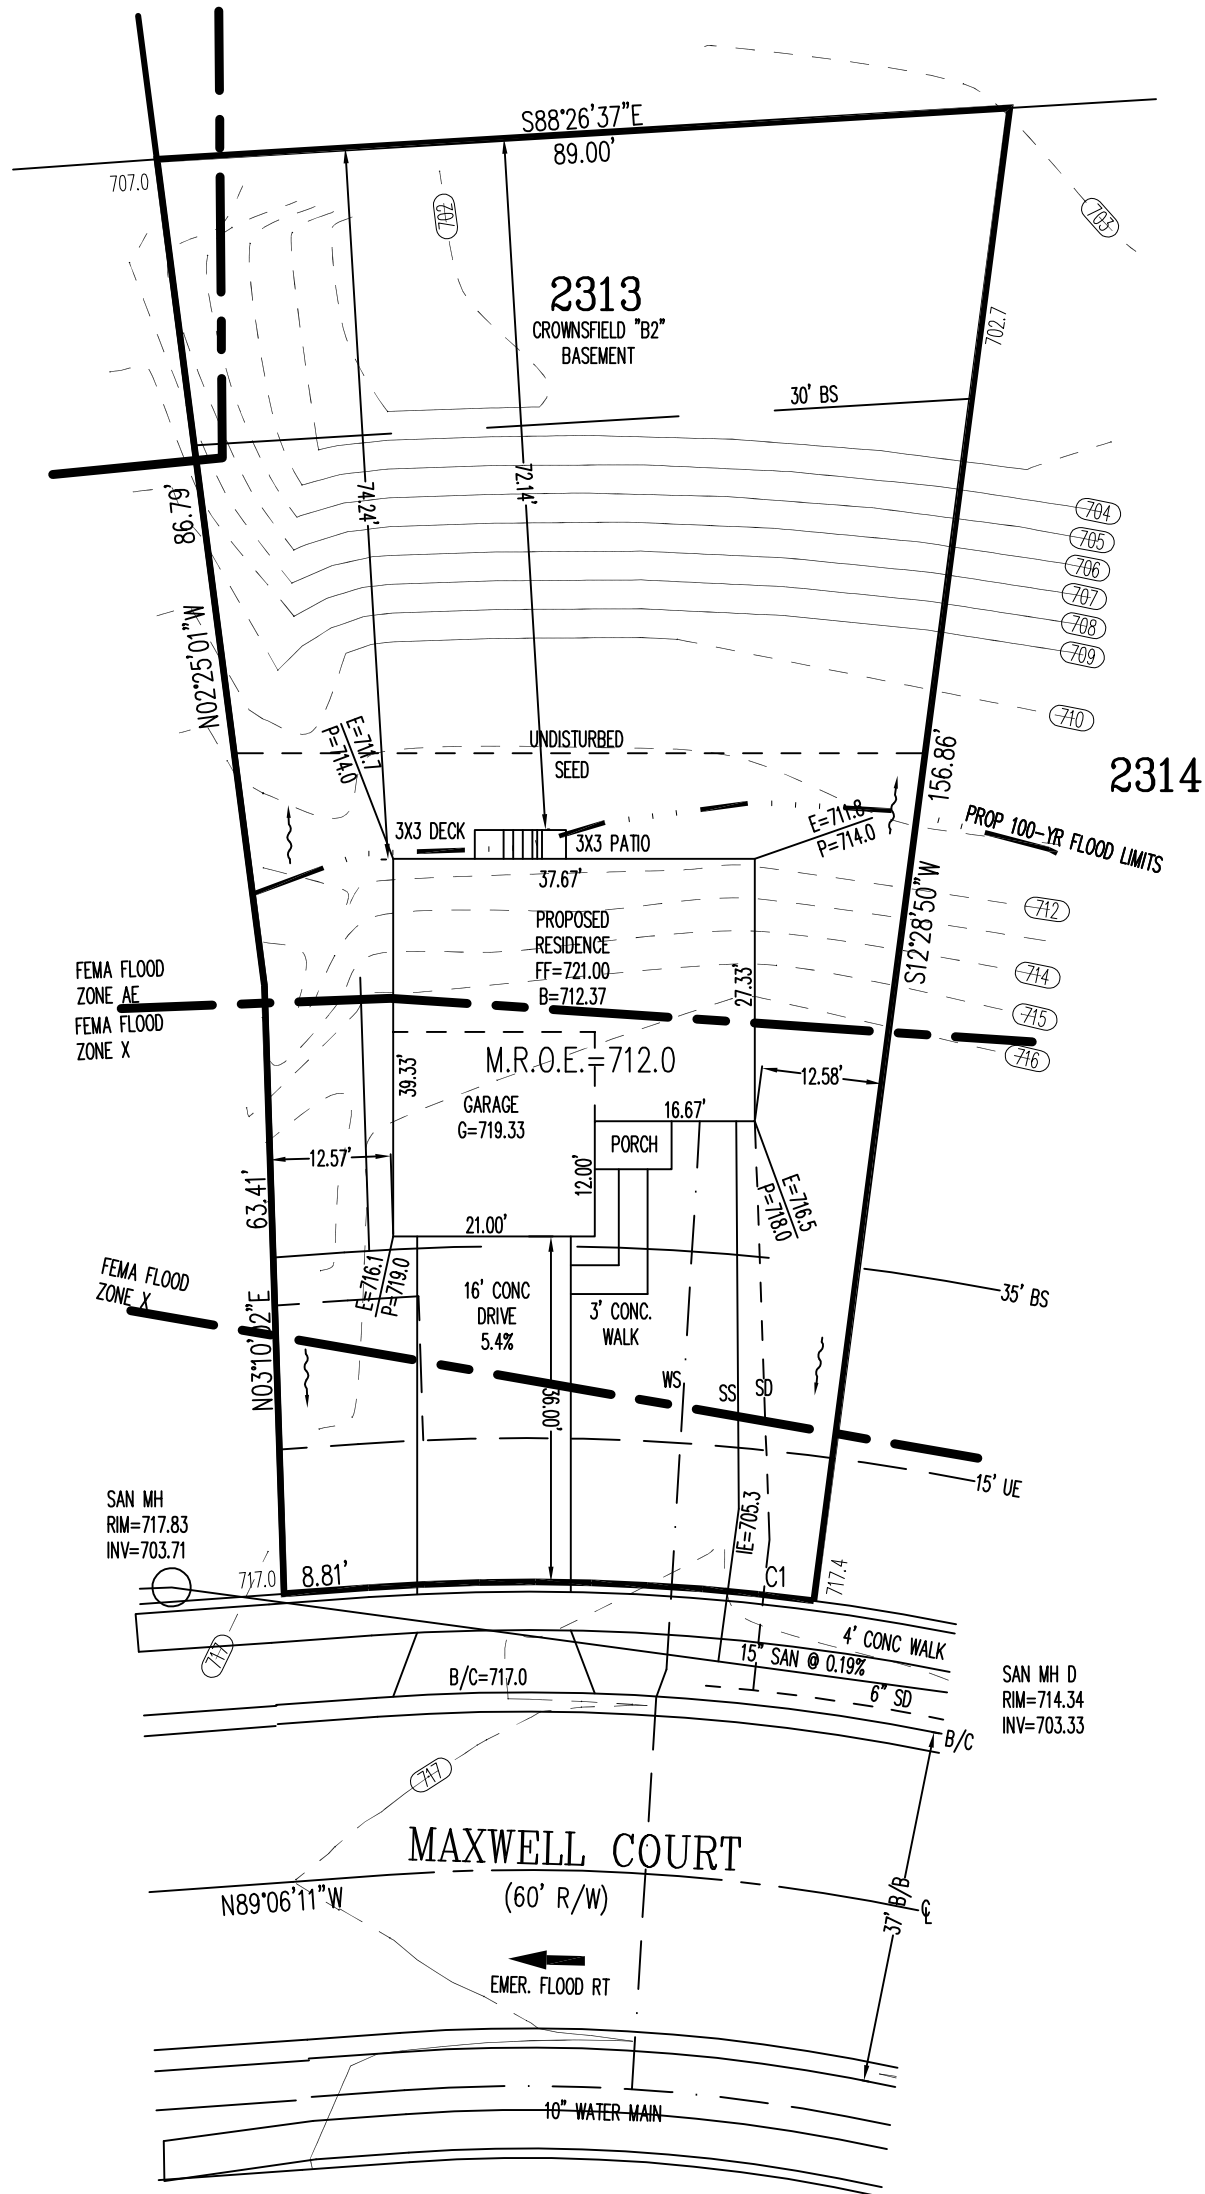 S88°26'37"E
89.00'
707.0
702
703
2313
CROWNSFIELD "B2"
BASEMENT
702.7
30' BS
86.79'
74.24'
72.14'
704
705
706
707
708
709
710
N02°25'01"W
E=711.7
P=714.0
UNDISTURBED
SEED
156.86'
2314
3X3 DECK
3X3 PATIO
E=711.8
P=714.0
PROP 100-YR FLOOD LIMITS
37.67'
S12°28'50"W
712
PROPOSED
RESIDENCE
FF=721.00
B=712.37
27.33'
714
715
716
FEMA FLOOD
ZONE AE
FEMA FLOOD
ZONE X
M.R.O.E.=712.0
39.33'
GARAGE
G=719.33
16.67'
12.58'
PORCH
12.57'
12.00'
63.41'
E=716.5
P=718.0
21.00'
FEMA FLOOD
ZONE X
E=716.1
P=719.0
16' CONC
DRIVE
5.4%
3' CONC.
WALK
35' BS
N03°10'02"E
36.00'
WS
SS
SD
15' UE
SAN MH
RIM=717.83
INV=703.71
IE=705.3
717.0
8.81'
C1
717.4
717
4' CONC WALK
15" SAN @ 0.19%
B/C=717.0
6" SD
SAN MH D
RIM=714.34
INV=703.33
B/C
717
MAXWELL COURT
(60' R/W)
N89°06'11"W
37' B/B
EMER. FLOOD RT
10" WATER MAIN